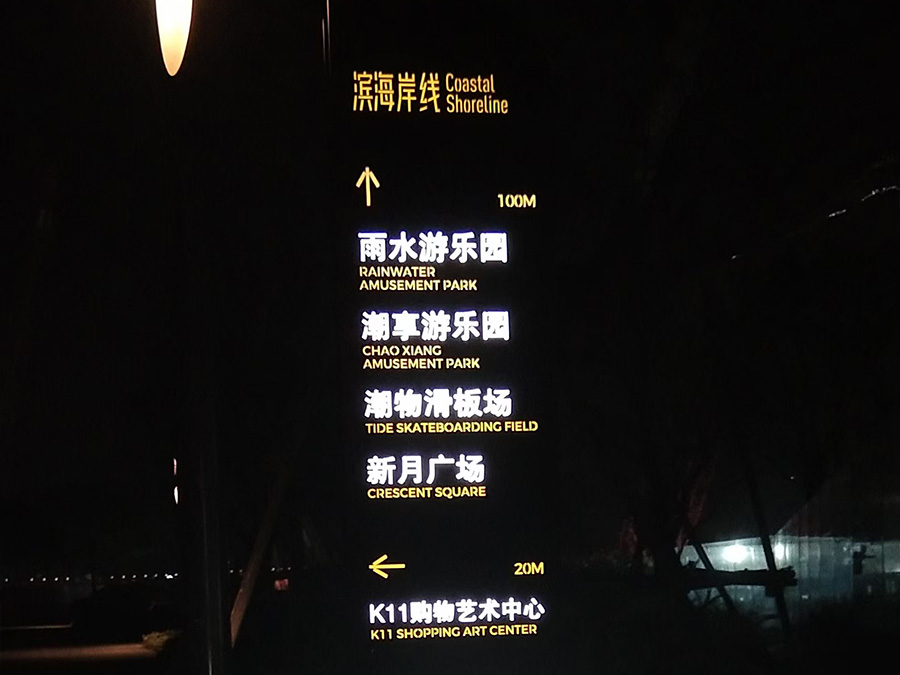 滨海岸线 Coastal
Shoreline
100M
雨水游乐园
RAINWATER
AMUSEMENT PARK
潮享游乐园
CHAO XIANG
AMUSEMENT PARK
潮物滑板场
TIDE SKATEBOARDING FIELD
新月广场
CRESCENT SQUARE
20M
K11购物艺术中心
K11 SHOPPING ART CENTER